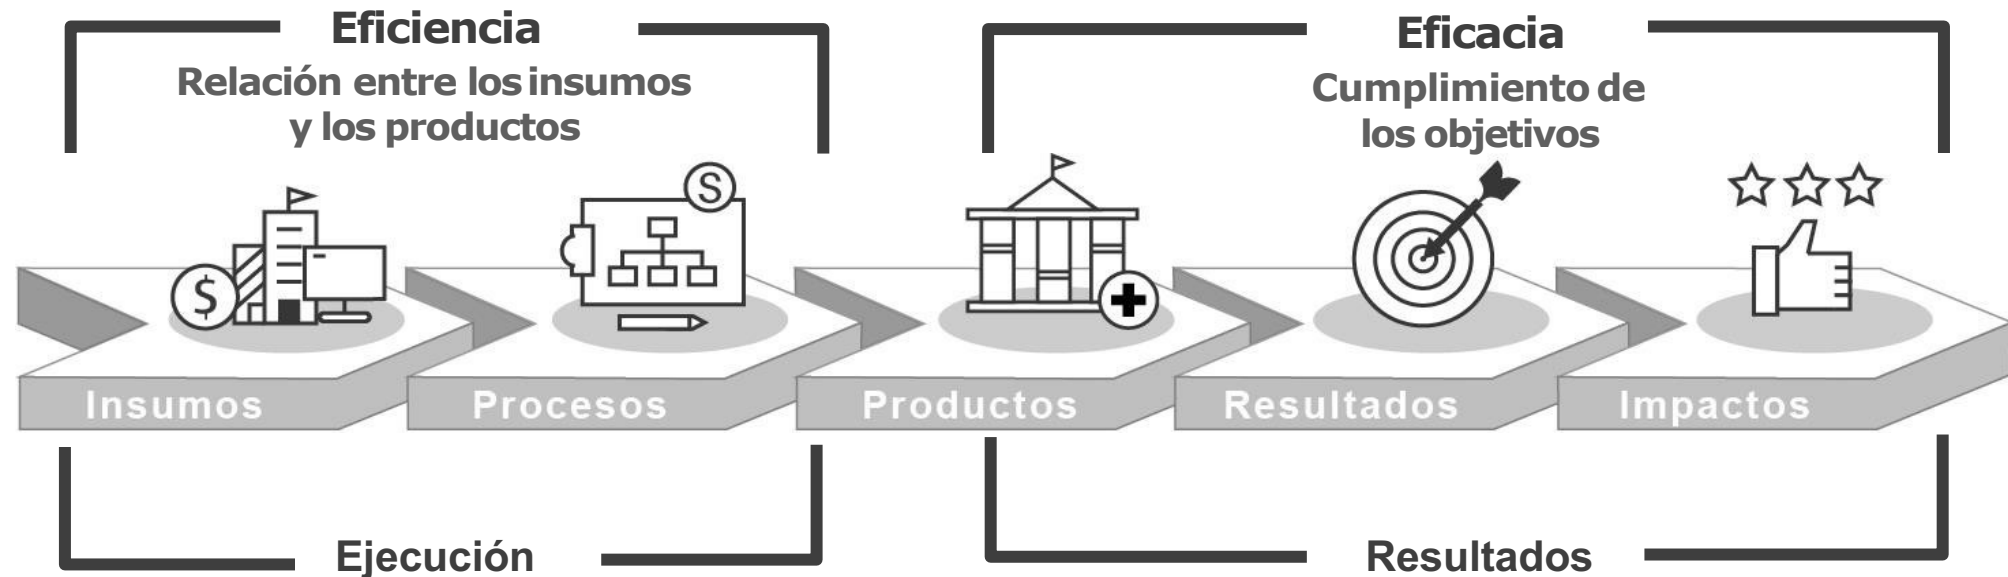 Eficiencia
Relación entre los insumos
y los productos
Eficacia
Cumplimiento de
los objetivos
$
S
Insumos
Procesos
Productos
Resultados
Impactos
Ejecución
Resultados